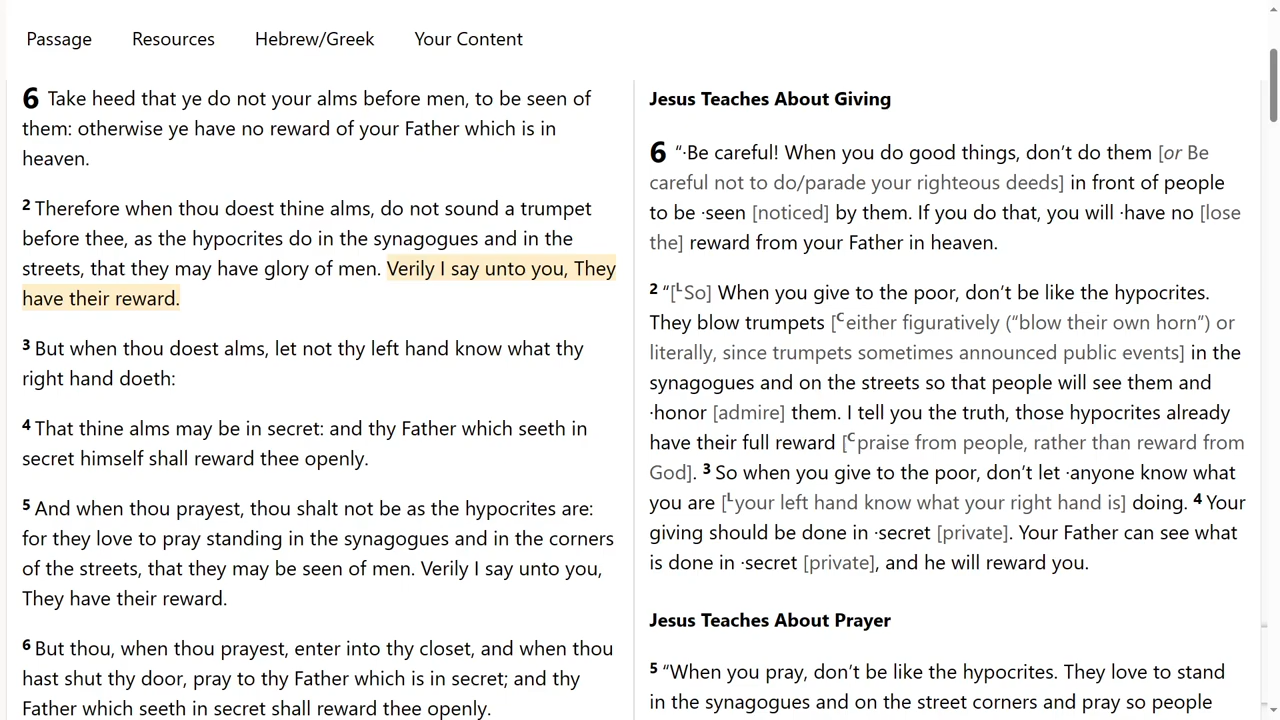 Passage Resources Hebrew/Greek Your Content
6 Take heed that ye do not your alms before men, to be seen of
them: otherwise ye have no reward of your Father which is in
heaven.
2 Therefore when thou doest thine alms, do not sound a trumpet
before thee, as the hypocrites do in the synagogues and in the
streets, that they may have glory of men. Verily I say unto you, They
have their reward.
3 But when thou doest alms, let not thy left hand know what thy
right hand doeth:
4 That thine alms may be in secret: and thy Father which seeth in
secret himself shall reward thee openly.
5 And when thou prayest, thou shalt not be as the hypocrites are:
for they love to pray standing in the synagogues and in the corners
of the streets, that they may be seen of men. Verily I say unto you,
They have their reward.
6 But thou, when thou prayest, enter into thy closet, and when thou
hast shut thy door, pray to thy Father which is in secret; and thy
Father which seeth in secret shall reward thee openly.
Jesus Teaches About Giving
6 “·Be careful! When you do good things, don’t do them [or Be
careful not to do/parade your righteous deeds] in front of people
to be ·seen [noticed] by them. If you do that, you will ·have no [lose
the] reward from your Father in heaven.
2 “[LSo] When you give to the poor, don’t be like the hypocrites.
They blow trumpets [Ceither figuratively (“blow their own horn”) or
literally, since trumpets sometimes announced public events] in the
synagogues and on the streets so that people will see them and
·honor [admire] them. I tell you the truth, those hypocrites already
have their full reward [Cpraise from people, rather than reward from
God]. 3 So when you give to the poor, don’t let ·anyone know what
you are [Lyour left hand know what your right hand is] doing. 4 Your
giving should be done in ·secret [private]. Your Father can see what
is done in ·secret [private], and he will reward you.
Jesus Teaches About Prayer
5 “When you pray, don’t be like the hypocrites. They love to stand
in the synagogues and on the street corners and pray so people